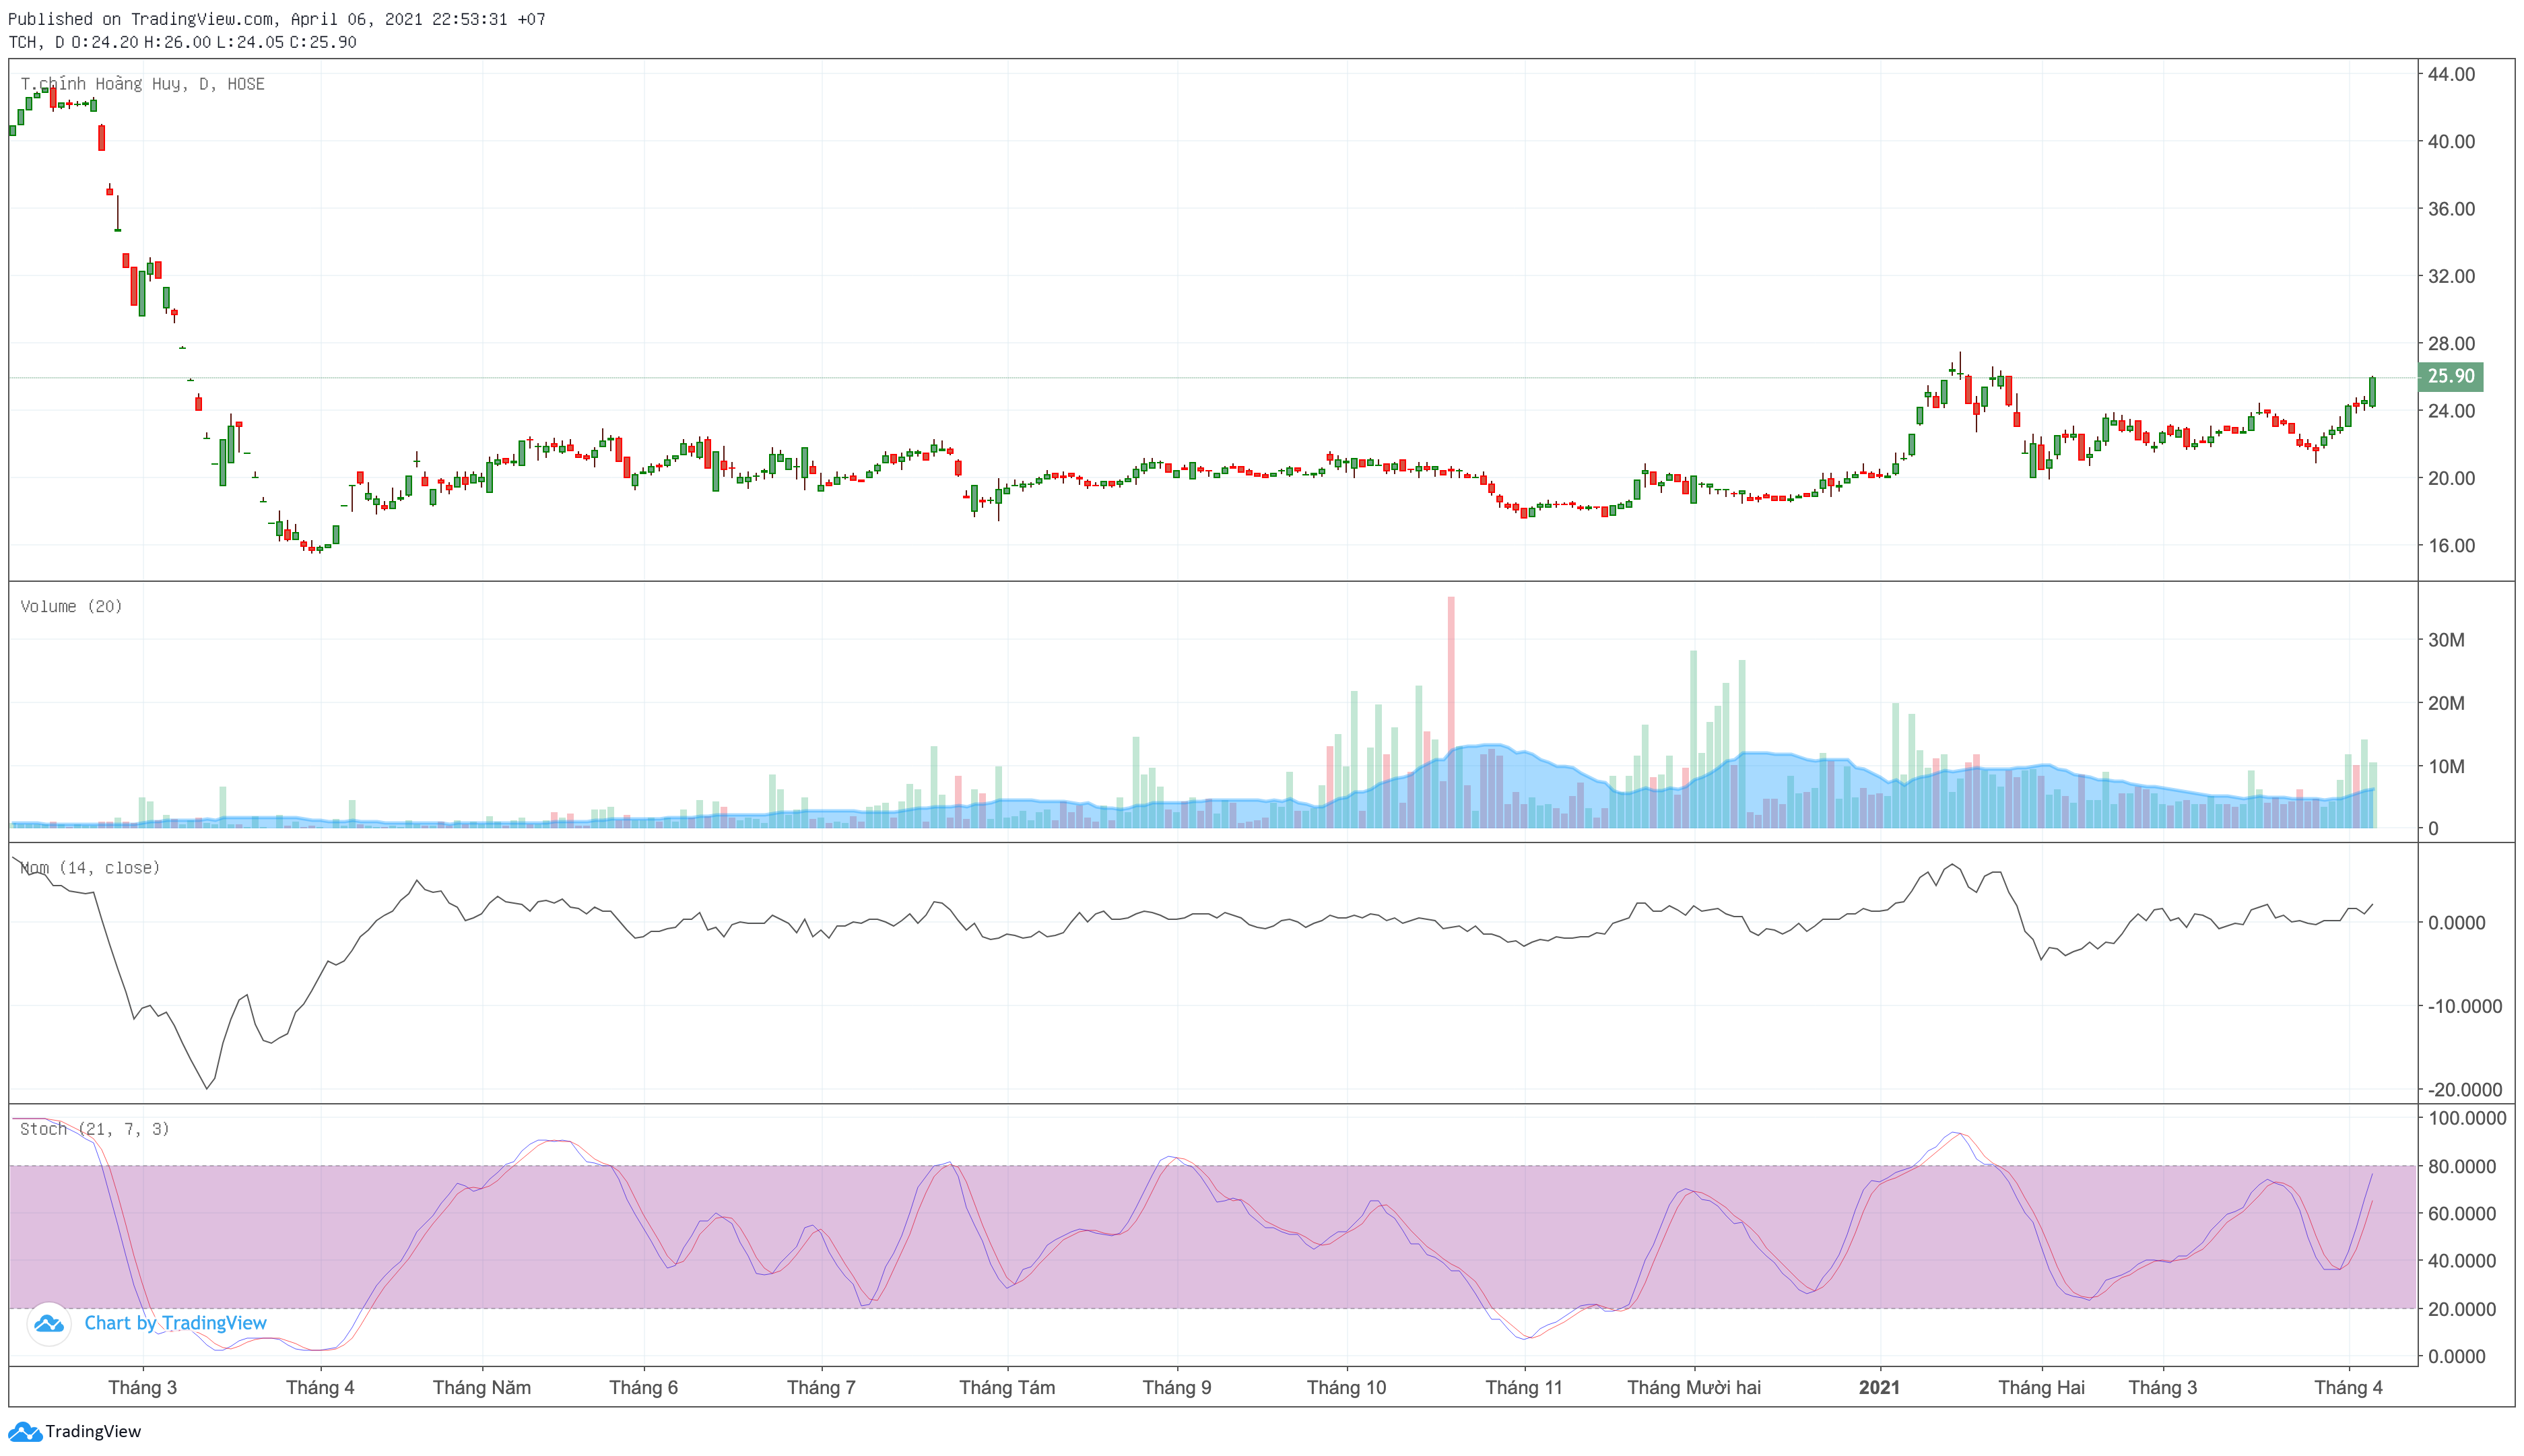 Published on TradingView.com, April 06, 2021 22:53:31 +07
TCH, D O:24.20 H:26.00 L:24.05 C:25.90
T.chính Hoàng Huy, D, HOSE
44.00
40.00
36.00
32.00
28.00
25.90
24.00
20.00
16.00
Volume (20)
30M
20M
10M
0
Mom (14, close)
0.0000
-10.0000
-20.0000
Stoch (21, 7, 3)
100.0000
80.0000
60.0000
40.0000
20.0000
0.0000
Chart by TradingView
Tháng 3 Tháng 4 Tháng Năm Tháng 6 Tháng 7 Tháng Tám Tháng 9 Tháng 10 Tháng 11 Tháng Mười hai 2021 Tháng Hai Tháng 3 Tháng 4
TradingView